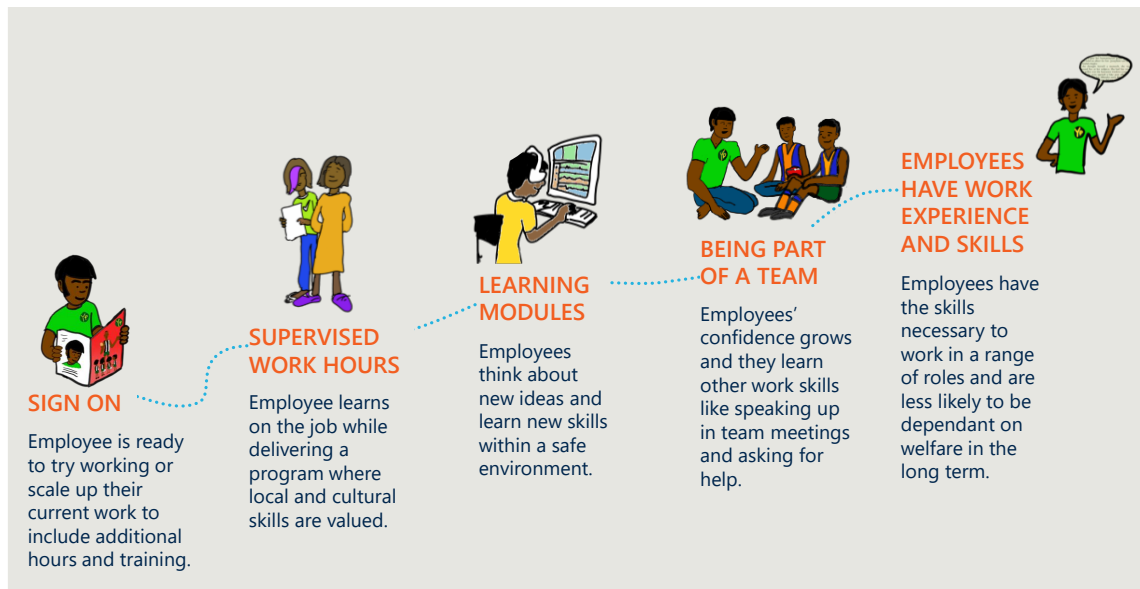 SIGN ON
Employee is ready
to try working or
scale up their
current work to
include additional
hours and training.
SUPERVISED
WORK HOURS
Employee learns
on the job while
delivering a
program where
local and cultural
skills are valued.
LEARNING
MODULES
Employees
think about
new ideas and
learn new skills
within a safe
environment.
BEING PART
OF A TEAM
Employees’
confidence grows
and they learn
other work skills
like speaking up
in team meetings
and asking for
help.
EMPLOYEES
HAVE WORK
EXPERIENCE
AND SKILLS
Employees have
the skills
necessary to
work in a range
of roles and are
less likely to be
dependant on
welfare in the
long term.